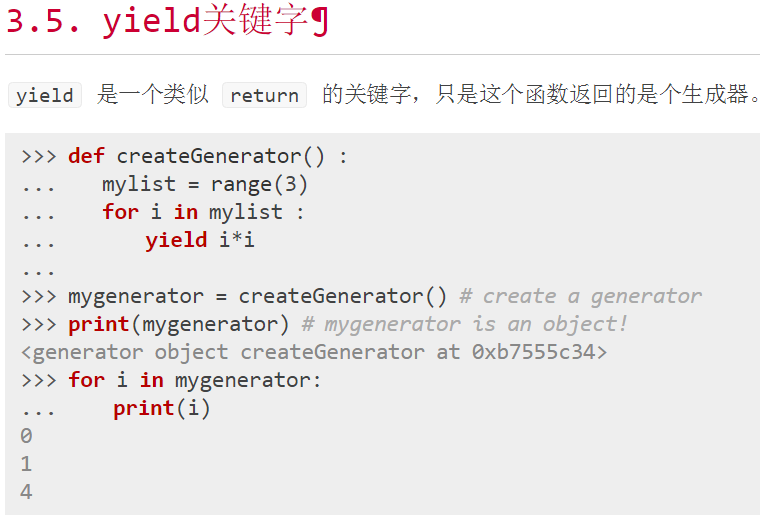 3.5. yield关键字¶
yield 是一个类似 return 的关键字，只是这个函数返回的是个生成器。
>>> def createGenerator() :
...    mylist = range(3)
...    for i in mylist :
...        yield i*i
...
>>> mygenerator = createGenerator() # create a generator
>>> print(mygenerator) # mygenerator is an object!
<generator object createGenerator at 0xb7555c34>
>>> for i in mygenerator:
...     print(i)
0
1
4